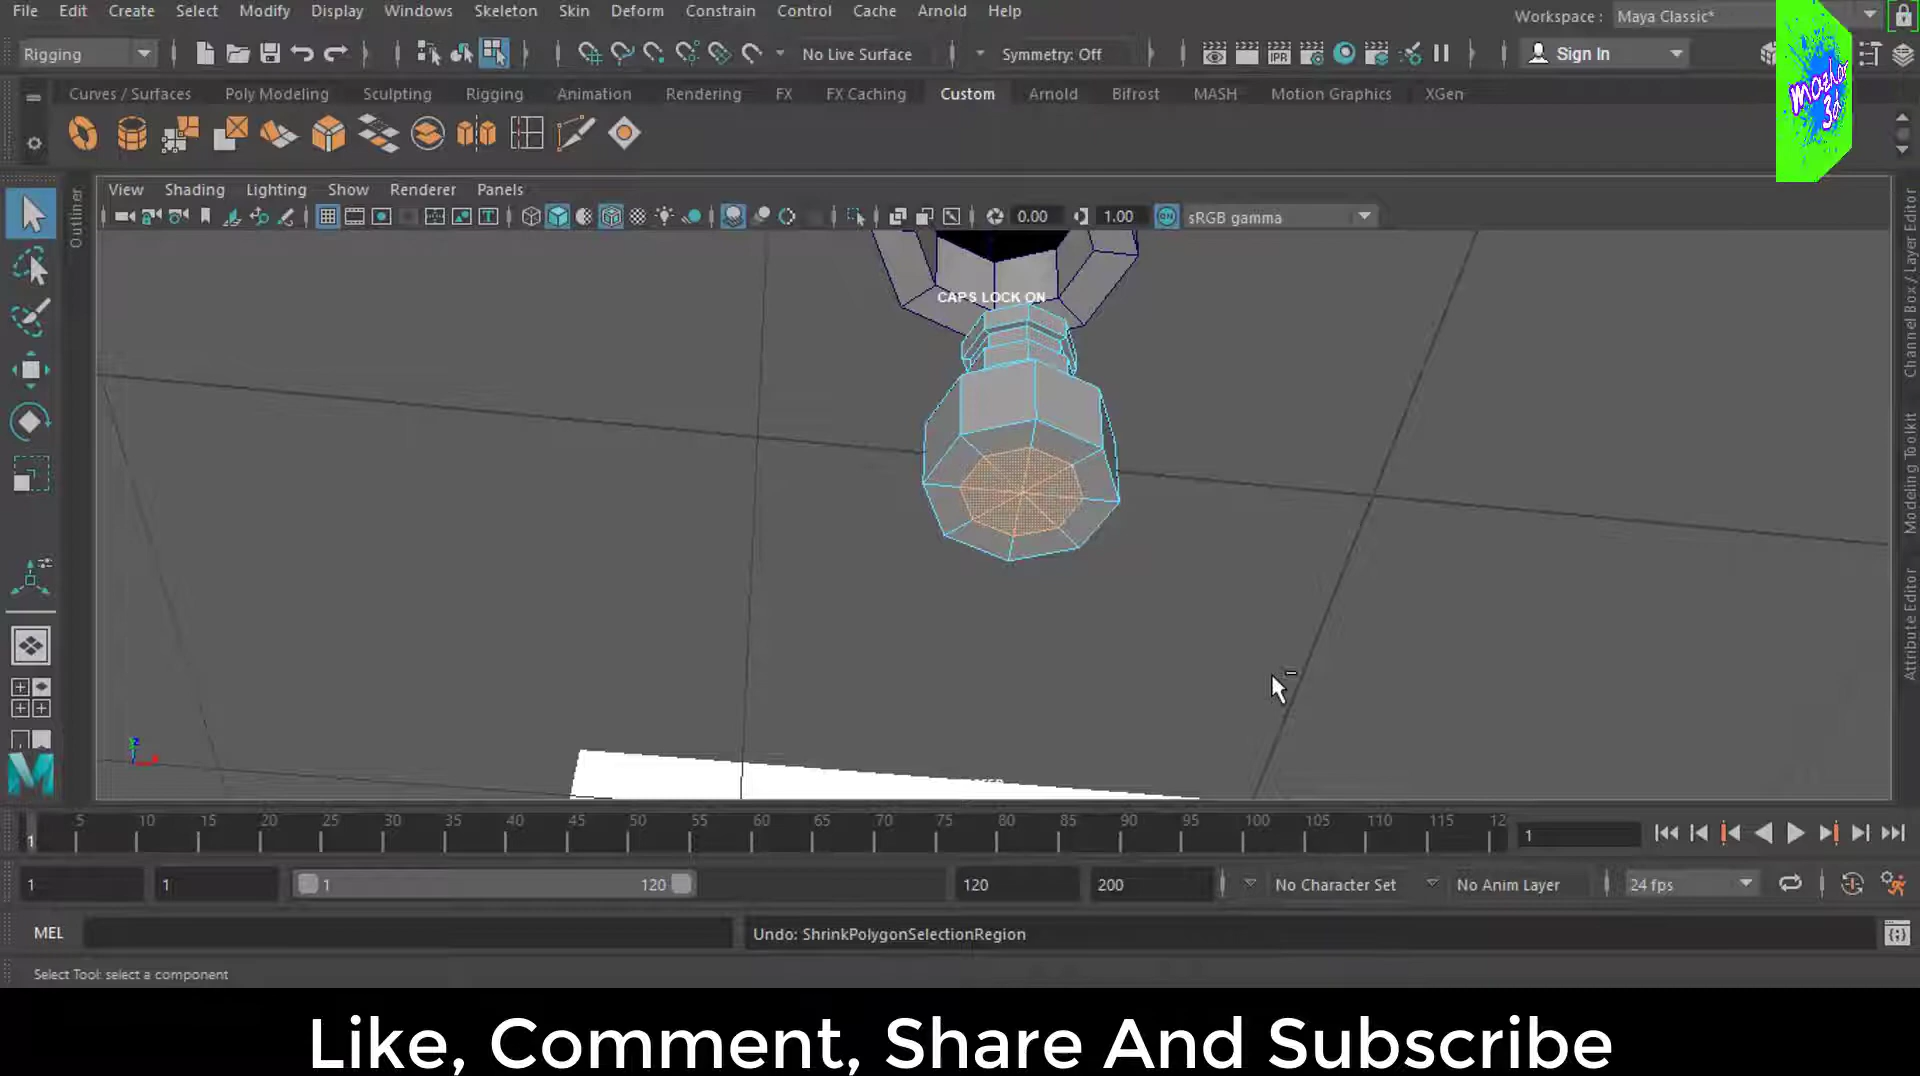 File Edit Create Select Modify Display Windows Skeleton Skin Deform Constrain Control Cache Arnold Help
Workspace : Maya Classic*
Rigging No Live Surface Symmetry: Off IPR Sign In
mazhor 3d
Curves / Surfaces Poly Modeling Sculpting Rigging Animation Rendering FX FX Caching Custom Arnold Bifrost MASH Motion Graphics XGen
View Shading Lighting Show Renderer Panels
0.00 1.00 ON sRGB gamma
Outliner
Channel Box / Layer Editor
Modeling Toolkit
Attribute Editor
CAPS LOCK ON
5 10 15 20 25 30 35 40 45 50 55 60 65 70 75 80 85 90 95 100 105 110 115 12
1 1
1 1 1 120 120 200 No Character Set No Anim Layer 24 fps
MEL Undo: ShrinkPolygonSelectionRegion
Select Tool: select a component
Like, Comment, Share And Subscribe